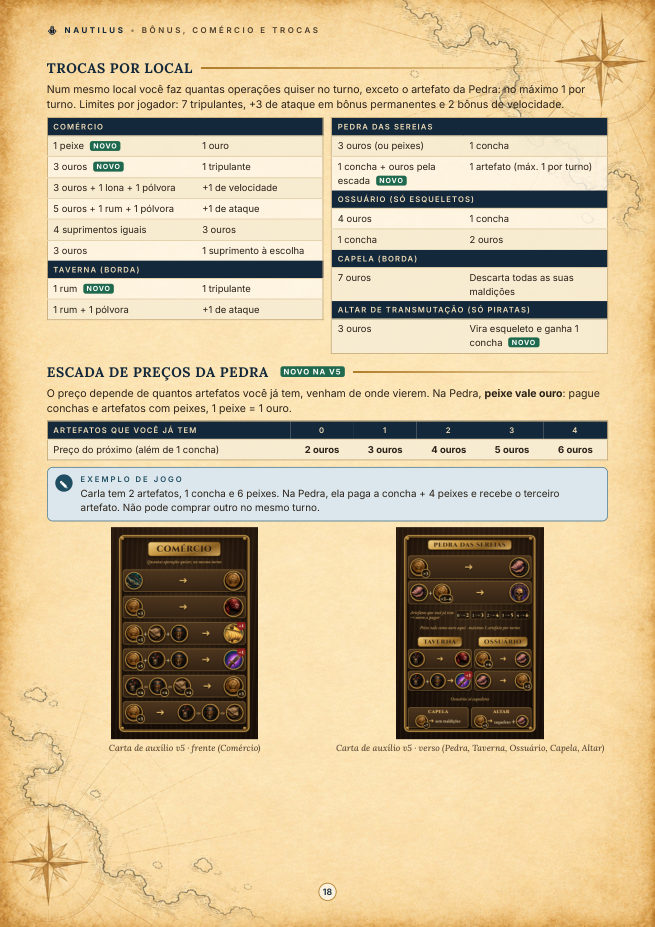 NAUTILUS • BÔNUS, COMÉRCIO E TROCAS
TROCAS POR LOCAL
Num mesmo local você faz quantas operações quiser no turno, exceto o artefato da Pedra: no máximo 1 por
turno. Limites por jogador: 7 tripulantes, +3 de ataque em bônus permanentes e 2 bônus de velocidade.
COMÉRCIO
1 peixe NOVO 1 ouro
3 ouros NOVO 1 tripulante
3 ouros + 1 lona + 1 pólvora +1 de velocidade
5 ouros + 1 rum + 1 pólvora +1 de ataque
4 suprimentos iguais 3 ouros
3 ouros 1 suprimento à escolha
TAVERNA (BORDA)
1 rum NOVO 1 tripulante
1 rum + 1 pólvora +1 de ataque
PEDRA DAS SEREIAS
3 ouros (ou peixes) 1 concha
1 concha + ouros pela 1 artefato (máx. 1 por turno)
escada NOVO
OSSUÁRIO (SÓ ESQUELETOS)
4 ouros 1 concha
1 concha 2 ouros
CAPELA (BORDA)
7 ouros Descarta todas as suas
maldições
ALTAR DE TRANSMUTAÇÃO (SÓ PIRATAS)
3 ouros Vira esqueleto e ganha 1
concha NOVO
ESCADA DE PREÇOS DA PEDRA NOVO NA V5
O preço depende de quantos artefatos você já tem, venham de onde vierem. Na Pedra, peixe vale ouro: pague
conchas e artefatos com peixes, 1 peixe = 1 ouro.
ARTEFATOS QUE VOCÊ JÁ TEM 0 1 2 3 4
Preço do próximo (além de 1 concha) 2 ouros 3 ouros 4 ouros 5 ouros 6 ouros
EXEMPLO DE JOGO
Carla tem 2 artefatos, 1 concha e 6 peixes. Na Pedra, ela paga a concha + 4 peixes e recebe o terceiro
artefato. Não pode comprar outro no mesmo turno.
COMÉRCIO
PEDRA DAS SEREIAS
TAVERNA OSSUÁRIO
CAPELA ALTAR
Carta de auxílio v5 · frente (Comércio)
Carta de auxílio v5 · verso (Pedra, Taverna, Ossuário, Capela, Altar)
18